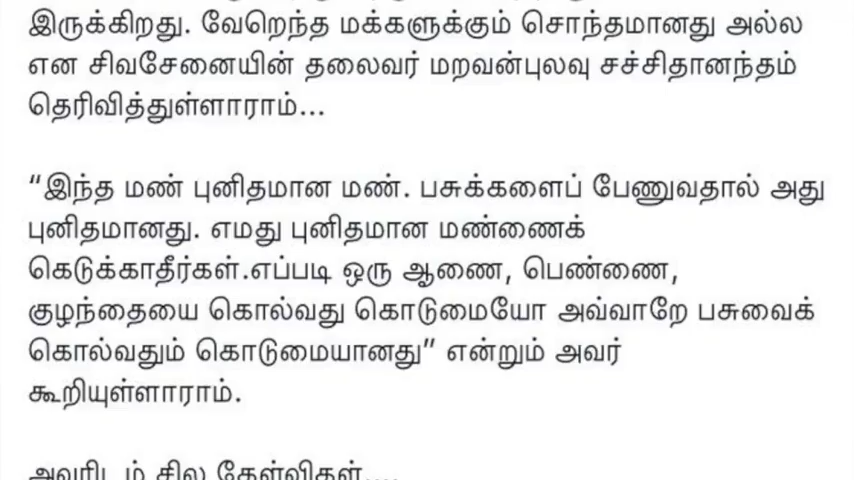 இருக்கிறது. வேறெந்த மக்களுக்கும் சொந்தமானது அல்ல
என சிவசேனையின் தலைவர் மறவன்புலவு சச்சிதானந்தம்
தெரிவித்துள்ளாராம்...
“இந்த மண் புனிதமான மண். பசுக்களைப் பேணுவதால் அது
புனிதமானது. எமது புனிதமான மண்ணைக்
கெடுக்காதீர்கள்.எப்படி ஒரு ஆணை, பெண்ணை,
குழந்தையை கொல்வது கொடுமையோ அவ்வாறே பசுவைக்
கொல்வதும் கொடுமையானது” என்றும் அவர்
கூறியுள்ளாராம்.
அவரிடம் சில கேள்விகள்....